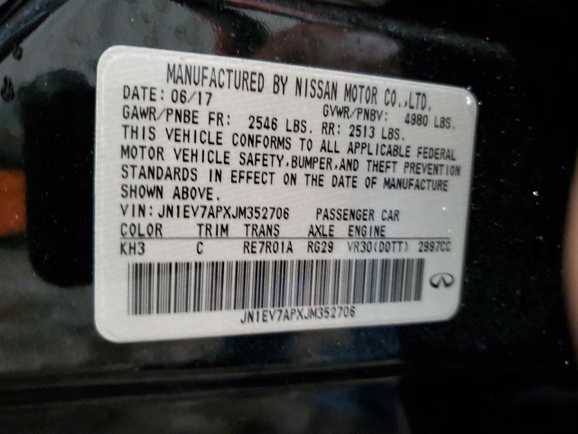 MANUFACTURED BY NISSAN MOTOR CO.,LTD.
DATE: 06/17 GVWR/PNBV: 4980 LBS.
GAWR/PNBE FR: 2546 LBS. RR: 2513 LBS.
THIS VEHICLE CONFORMS TO ALL APPLICABLE FEDERAL
MOTOR VEHICLE SAFETY,BUMPER,AND THEFT PREVENTION
STANDARDS IN EFFECT ON THE DATE OF MANUFACTURE
SHOWN ABOVE.
VIN: JN1EV7APXJM352706 PASSENGER CAR
COLOR TRIM TRANS AXLE ENGINE
KH3 C RE7R01A RG29 VR30(DDTT) 2997CC
JN1EV7APXJM352706